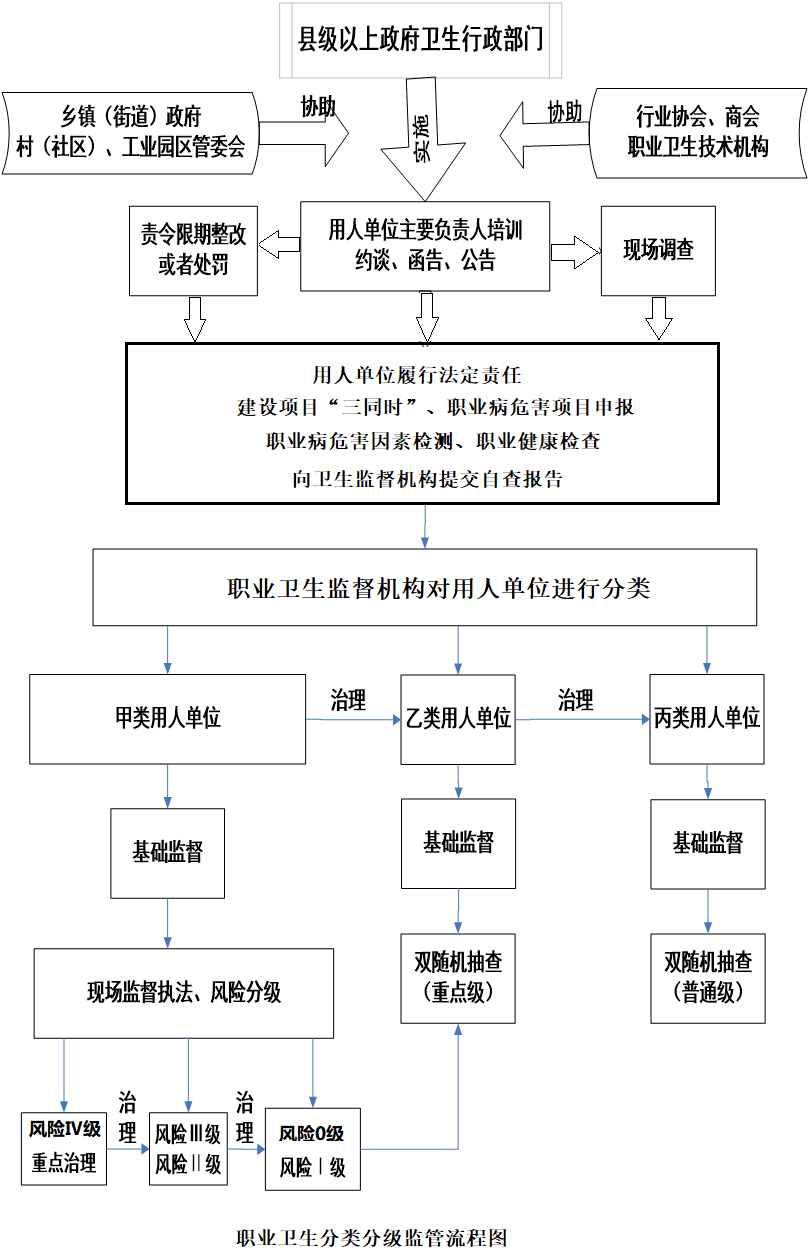 县级以上政府卫生行政部门
协助
实施
协助
乡镇（街道）政府
村（社区）、工业园区管委会
行业协会、商会
职业卫生技术机构
责令限期整改
或者处罚
用人单位主要负责人培训
约谈、函告、公告
现场调查
用人单位履行法定责任
建设项目“三同时”、职业病危害项目申报
职业病危害因素检测、职业健康检查
向卫生监督机构提交自查报告
职业卫生监督机构对用人单位进行分类
甲类用人单位
治理
乙类用人单位
治理
丙类用人单位
基础监督
基础监督
基础监督
现场监督执法、风险分级
双随机抽查
（重点级）
双随机抽查
（普通级）
风险Ⅳ级
重点治理
治理
风险Ⅲ级
风险Ⅱ级
治理
风险0级
风险Ⅰ级
职业卫生分类分级监管流程图